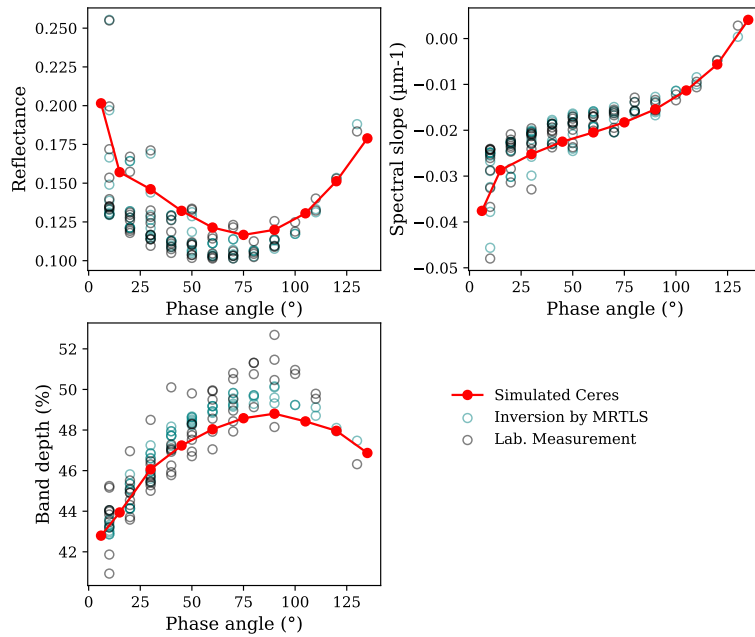 0.250
0.225
0.200
0.175
0.150
0.125
0.100
Reflectance
0 25 50 75 100 125
Phase angle (°)
0.00
−0.01
−0.02
−0.03
−0.04
−0.05
Spectral slope (μm-1)
0 25 50 75 100 125
Phase angle (°)
52
50
48
46
44
42
Band depth (%)
0 25 50 75 100 125
Phase angle (°)
Simulated Ceres
Inversion by MRTLS
Lab. Measurement